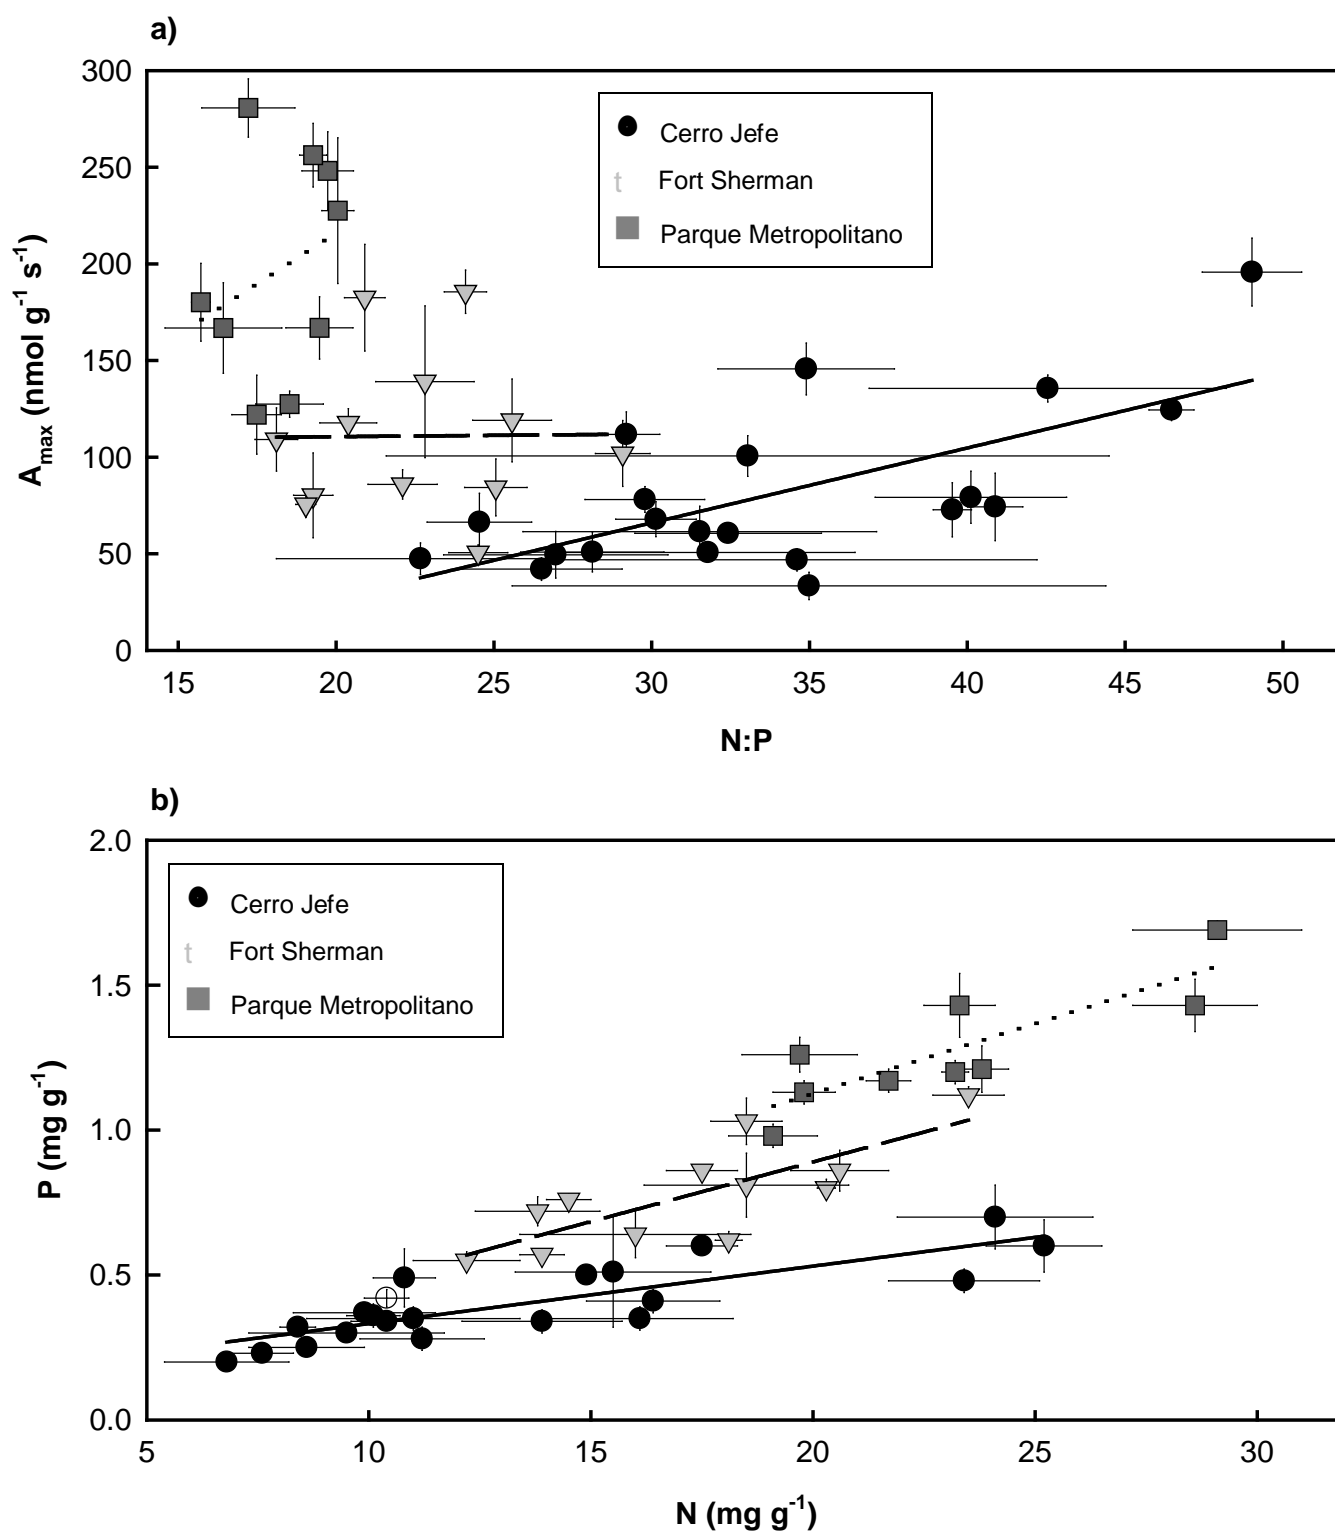 a)
300
250
200
150
100
50
0
A_max (nmol g^-1 s^-1)
Cerro Jefe
t Fort Sherman
Parque Metropolitano
15 20 25 30 35 40 45 50
N:P
b)
2.0
1.5
1.0
0.5
0.0
P (mg g^-1)
Cerro Jefe
t Fort Sherman
Parque Metropolitano
5 10 15 20 25 30
N (mg g^-1)